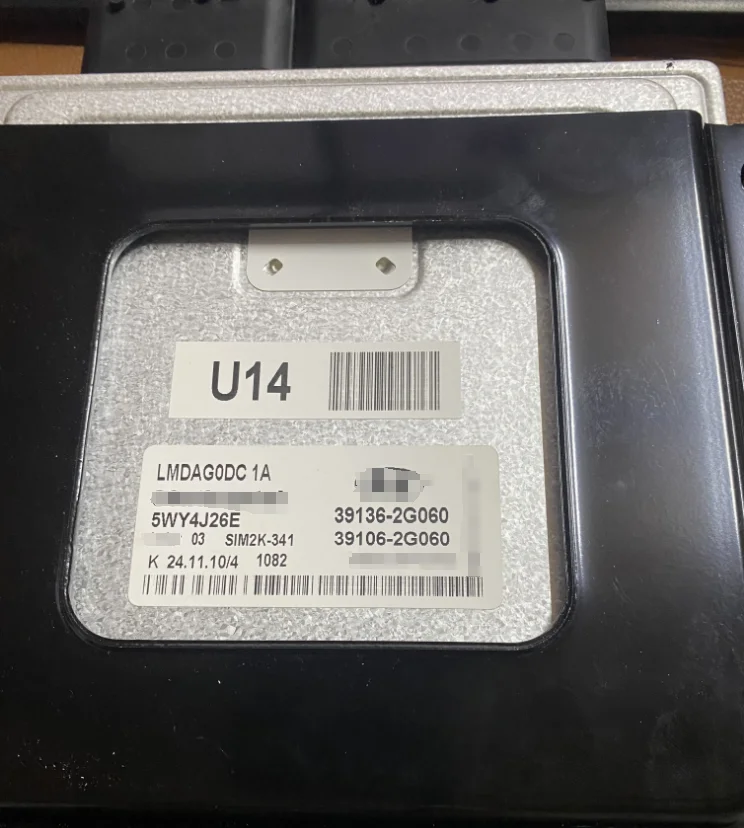 U14
LMDAG0DC 1A
5WY4J26E
39136-2G060
03 SIM2K-341
39106-2G060
K 24.11.10/4 1082